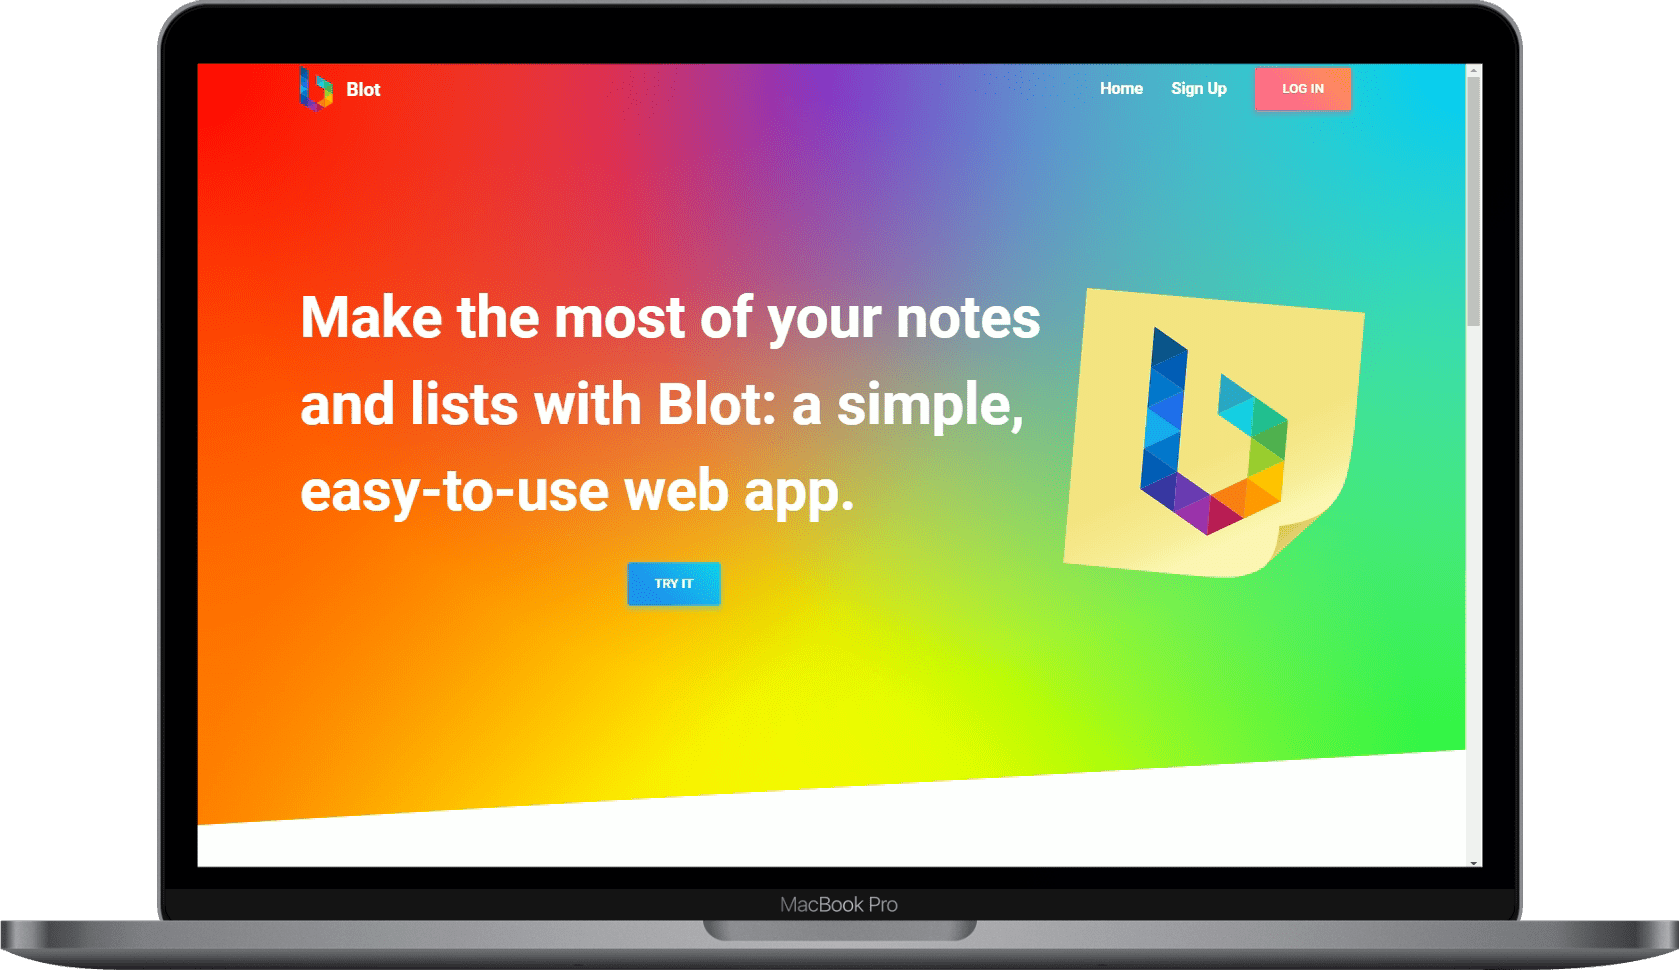 Blot
Home
Sign Up
LOG IN
Make the most of your notes
and lists with Blot: a simple,
easy-to-use web app.
TRY IT
MacBook Pro